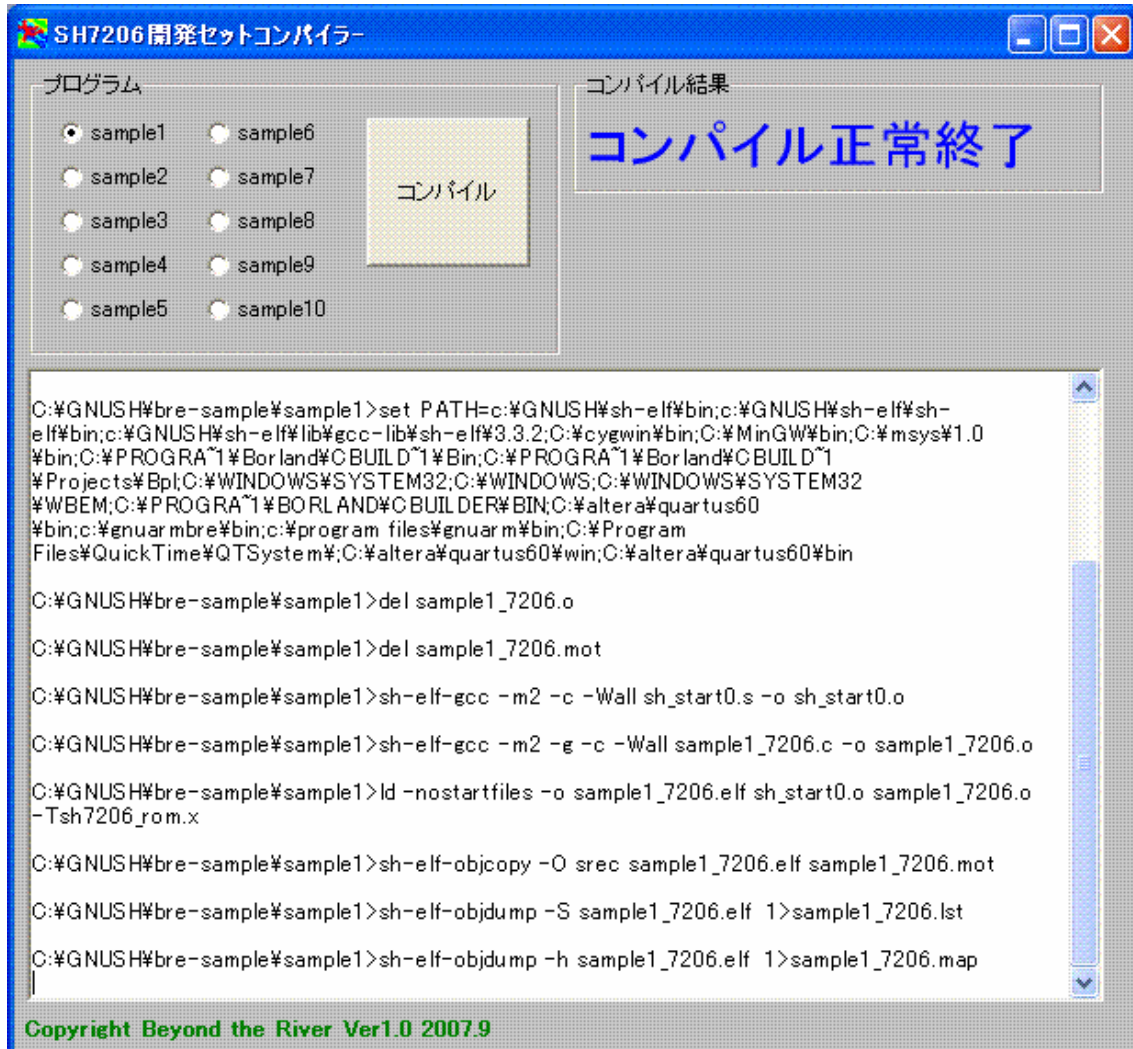 SH7206開発セットコンパイラー
プログラム
sample1
sample2
sample3
sample4
sample5
sample6
sample7
sample8
sample9
sample10
コンパイル
コンパイル結果
コンパイル正常終了
C:¥GNUSH¥bre-sample¥sample1>set PATH=c:¥GNUSH¥sh-elf¥bin;c:¥GNUSH¥sh-elf¥sh-
elf¥bin;c:¥GNUSH¥sh-elf¥lib¥gcc-lib¥sh-elf¥3.3.2;C:¥cygwin¥bin;C:¥MinGW¥bin;C:¥msys¥1.0
¥bin;C:¥PROGRA~1¥Borland¥CBUILD~1¥Bin;C:¥PROGRA~1¥Borland¥CBUILD~1
¥Projects¥Bpl;C:¥WINDOWS¥SYSTEM32;C:¥WINDOWS;C:¥WINDOWS¥SYSTEM32
¥WBEM;C:¥PROGRA~1¥BORLAND¥CBUILDER¥BIN;C:¥altera¥quartus60
¥bin;c:¥gnuarmbre¥bin;c:¥program files¥gnuarm¥bin;C:¥Program
Files¥QuickTime¥QTSystem¥;C:¥altera¥quartus60¥win;C:¥altera¥quartus60¥bin
C:¥GNUSH¥bre-sample¥sample1>del sample1_7206.o
C:¥GNUSH¥bre-sample¥sample1>del sample1_7206.mot
C:¥GNUSH¥bre-sample¥sample1>sh-elf-gcc -m2 -c -Wall sh_start0.s -o sh_start0.o
C:¥GNUSH¥bre-sample¥sample1>sh-elf-gcc -m2 -g -c -Wall sample1_7206.c -o sample1_7206.o
C:¥GNUSH¥bre-sample¥sample1>ld -nostartfiles -o sample1_7206.elf sh_start0.o sample1_7206.o
-Tsh7206_rom.x
C:¥GNUSH¥bre-sample¥sample1>sh-elf-objcopy -O srec sample1_7206.elf sample1_7206.mot
C:¥GNUSH¥bre-sample¥sample1>sh-elf-objdump -S sample1_7206.elf  1>sample1_7206.lst
C:¥GNUSH¥bre-sample¥sample1>sh-elf-objdump -h sample1_7206.elf  1>sample1_7206.map
Copyright Beyond the River Ver1.0 2007.9